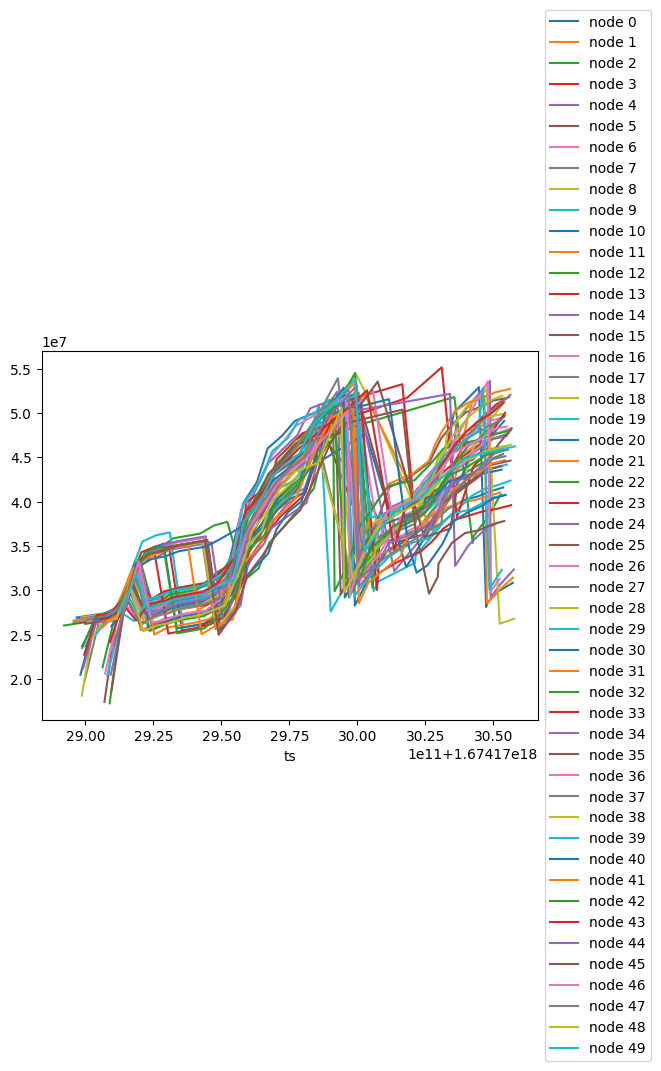 1e7
5.5
5.0
4.5
4.0
3.5
3.0
2.5
2.0
29.00 29.25 29.50 29.75 30.00 30.25 30.50
1e11+1.67417e18
ts
node 0
node 1
node 2
node 3
node 4
node 5
node 6
node 7
node 8
node 9
node 10
node 11
node 12
node 13
node 14
node 15
node 16
node 17
node 18
node 19
node 20
node 21
node 22
node 23
node 24
node 25
node 26
node 27
node 28
node 29
node 30
node 31
node 32
node 33
node 34
node 35
node 36
node 37
node 38
node 39
node 40
node 41
node 42
node 43
node 44
node 45
node 46
node 47
node 48
node 49